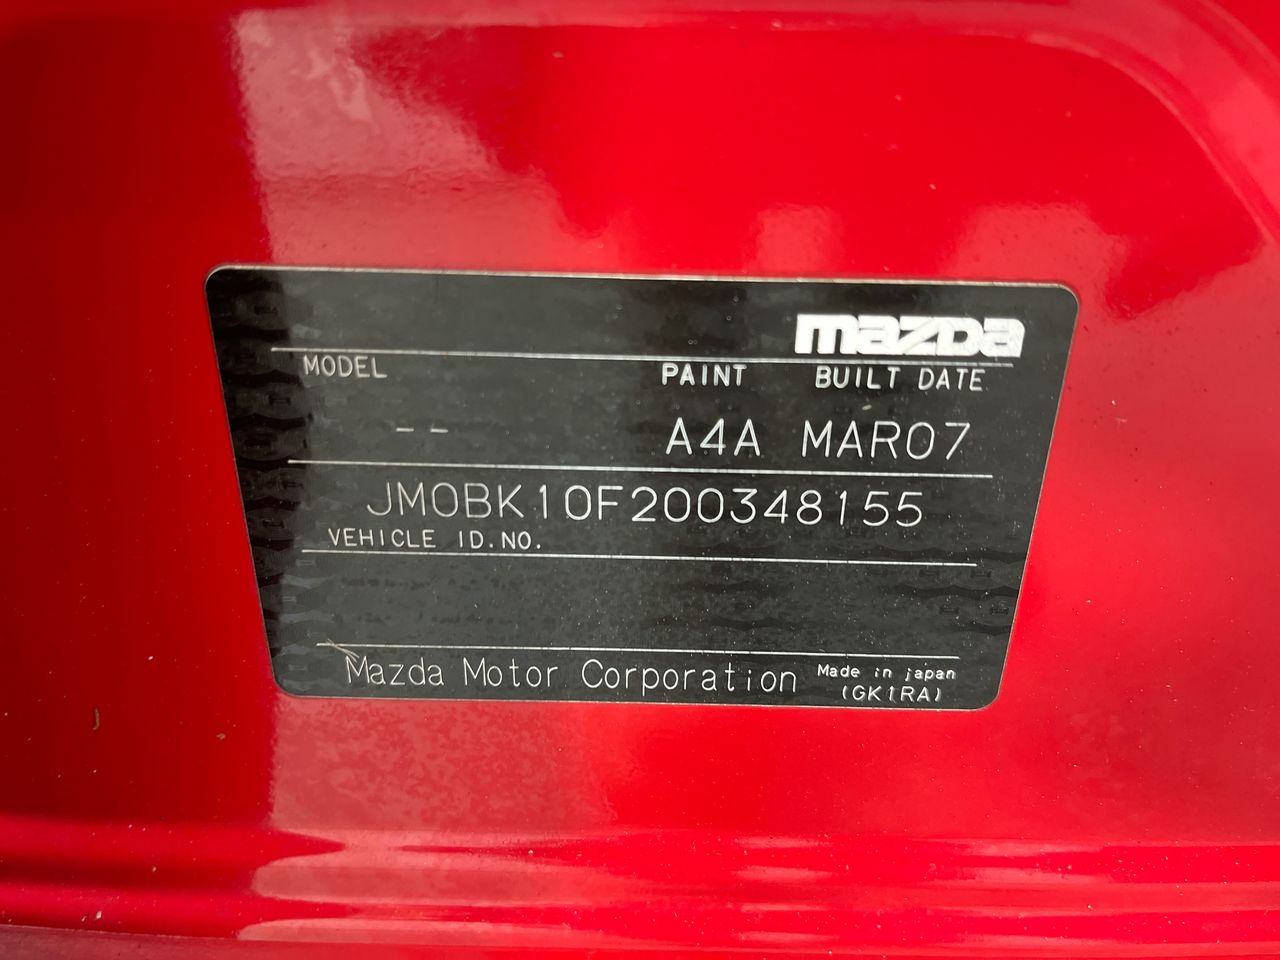 mazda
MODEL PAINT BUILT DATE
-- A4A MAR07
JM0BK10F200348155
VEHICLE ID.NO.
Mazda Motor Corporation Made in japan
(GK1RA)